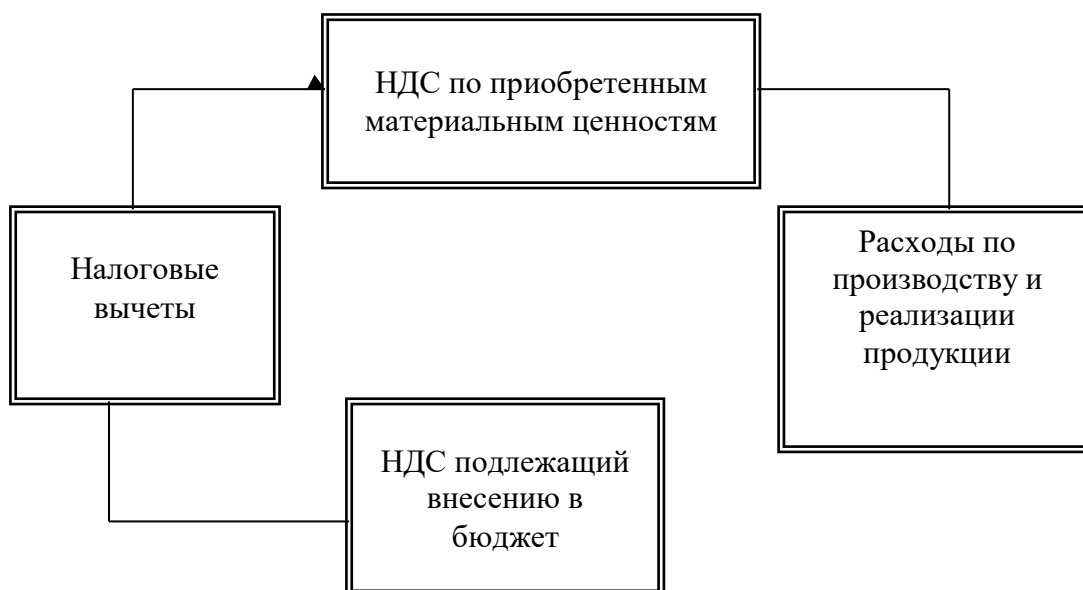 НДС по приобретенным
материальным ценностям
Налоговые
вычеты
Расходы по
производству и
реализации
продукции
НДС подлежащий
внесению в
бюджет